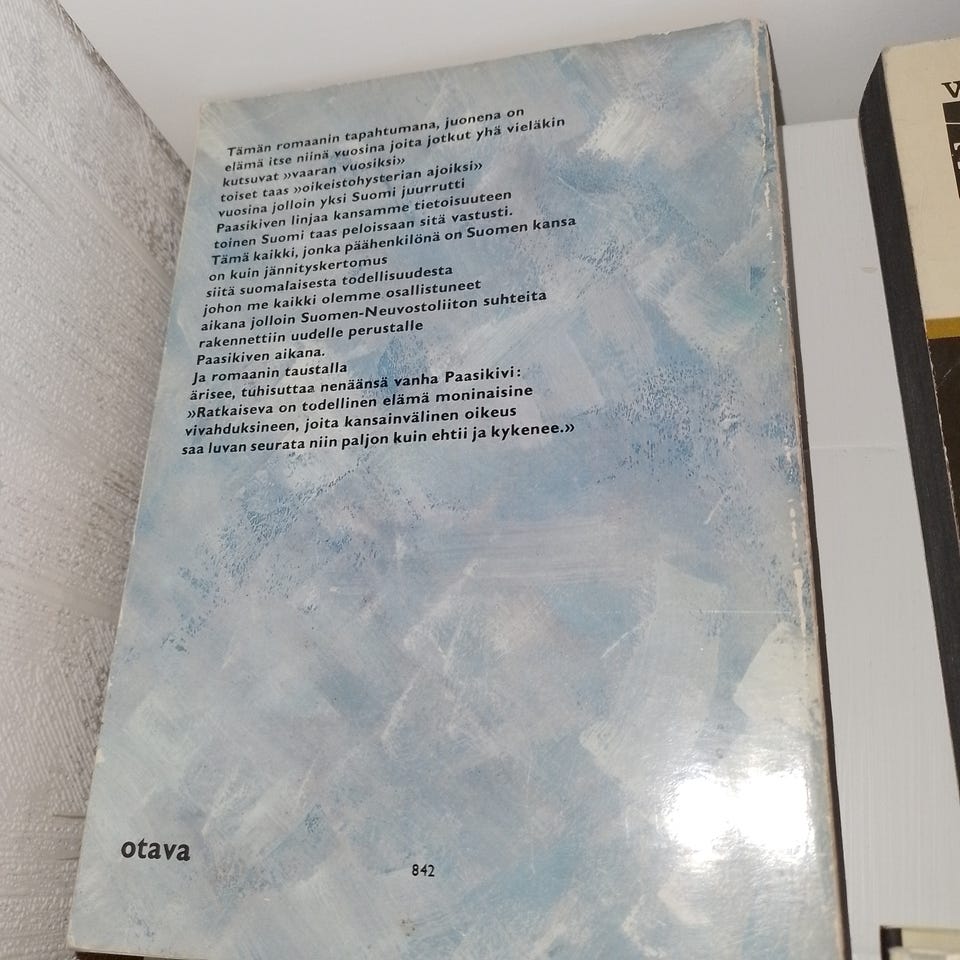 Tämän romaanin tapahtumana, juonena on
elämä itse niinä vuosina joita jotkut yhä vieläkin
kutsuvat »vaaran vuosiksi»
toiset taas »oikeistohysterian ajoiksi»
vuosina jolloin yksi Suomi juurrutti
Paasikiven linjaa kansamme tietoisuuteen
toinen Suomi taas peloissaan sitä vastusti.
Tämä kaikki, jonka päähenkilönä on Suomen kansa
on kuin jännityskertomus
siitä suomalaisesta todellisuudesta
johon me kaikki olemme osallistuneet
aikana jolloin Suomen-Neuvostoliiton suhteita
rakennettiin uudelle perustalle
Paasikiven aikana.
Ja romaanin taustalla
ärisee, tuhisuttaa nenäänsä vanha Paasikivi:
»Ratkaiseva on todellinen elämä moninaisine
vivahduksineen, joita kansainvälinen oikeus
saa luvan seurata niin paljon kuin ehtii ja kykenee.»
otava
842